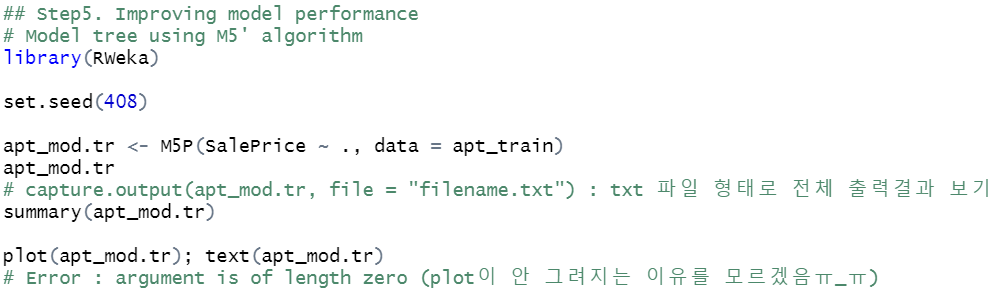 ## Step5. Improving model performance
# Model tree using M5' algorithm
library(RWeka)
set.seed(408)
apt_mod.tr <- M5P(SalePrice ~ ., data = apt_train)
apt_mod.tr
# capture.output(apt_mod.tr, file = "filename.txt") : txt 파일 형태로 전체 출력결과 보기
summary(apt_mod.tr)
plot(apt_mod.tr); text(apt_mod.tr)
# Error : argument is of length zero (plot이 안 그려지는 이유를 모르겠음ㅠ_ㅠ)